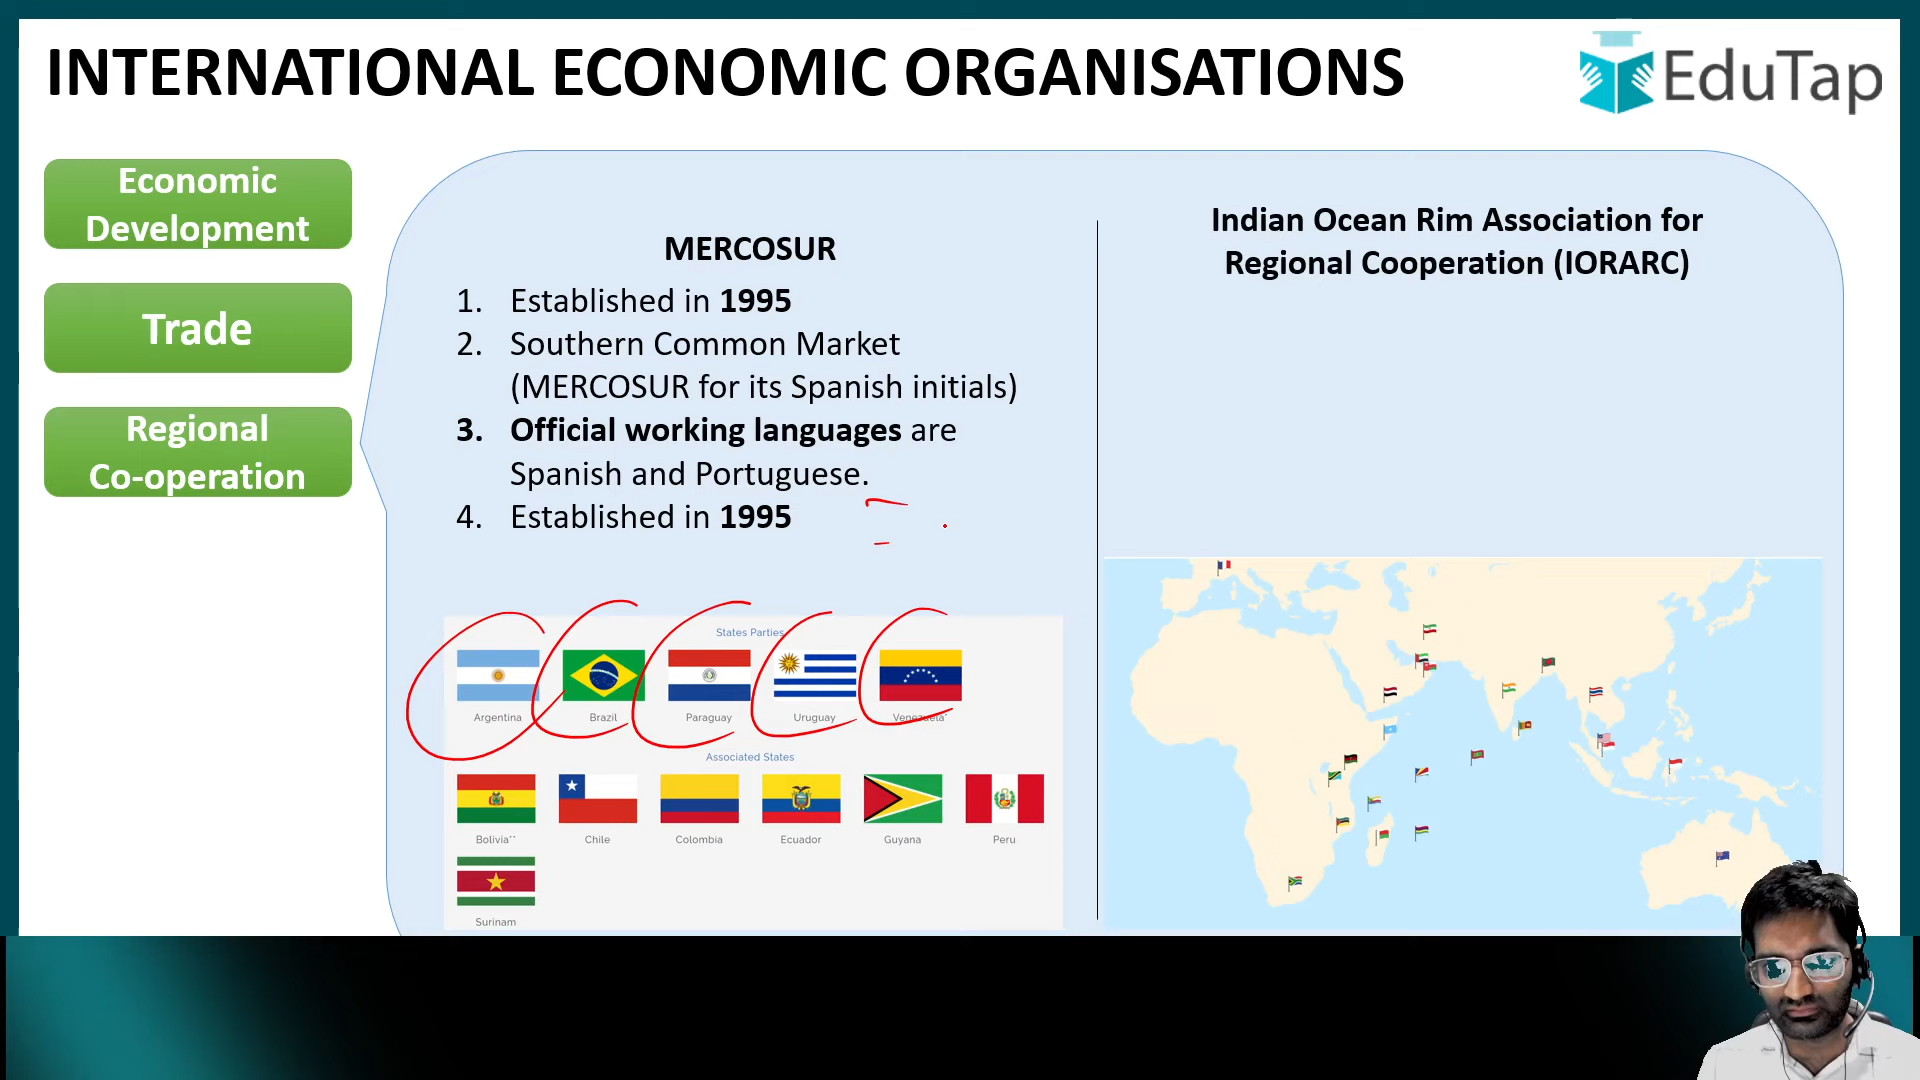 INTERNATIONAL ECONOMIC ORGANISATIONS
EduTap
Economic
Development
Trade
Regional
Co-operation
MERCOSUR
1. Established in 1995
2. Southern Common Market
(MERCOSUR for its Spanish initials)
3. Official working languages are
Spanish and Portuguese.
4. Established in 1995
States Parties
Argentina Brazil Paraguay Uruguay Venezuela*
Associated States
Bolivia** Chile Colombia Ecuador Guyana Peru
Surinam
Indian Ocean Rim Association for
Regional Cooperation (IORARC)